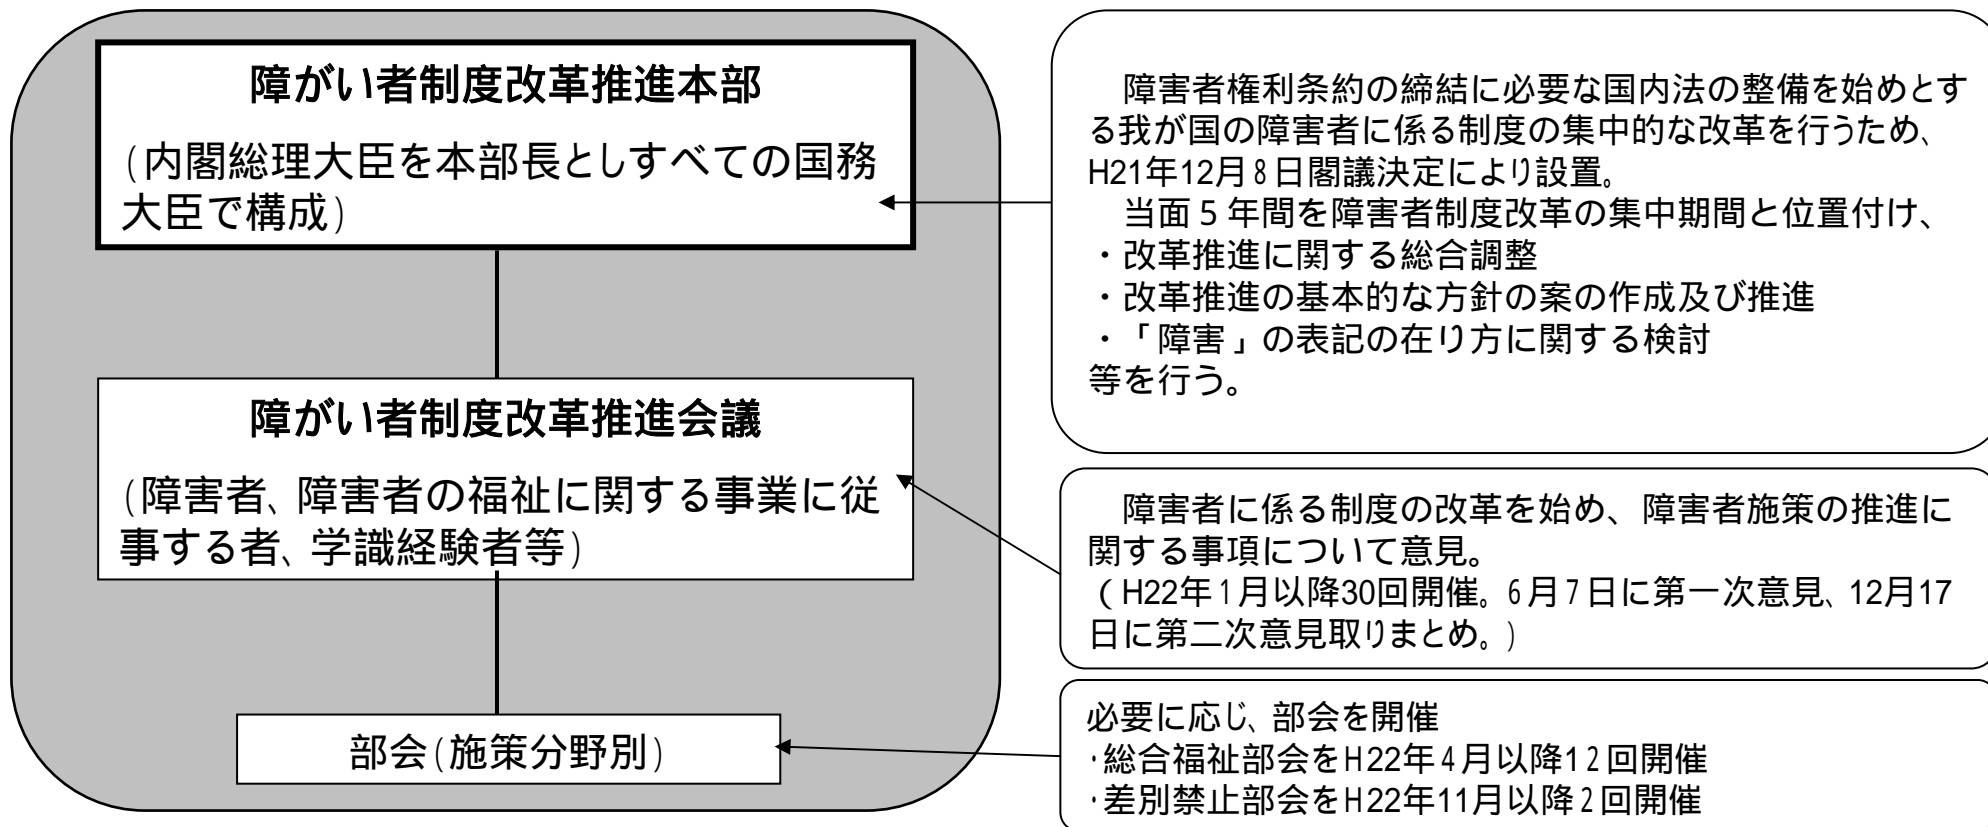 障がい者制度改革推進本部
(内閣総理大臣を本部長としすべての国務
大臣で構成)
障害者権利条約の締結に必要な国内法の整備を始めとす
る我が国の障害者に係る制度の集中的な改革を行うため、
H21年12月8日閣議決定により設置。
当面5年間を障害者制度改革の集中期間と位置付け、
・改革推進に関する総合調整
・改革推進の基本的な方針の案の作成及び推進
・「障害」の表記の在り方に関する検討
等を行う。
障がい者制度改革推進会議
(障害者、障害者の福祉に関する事業に従
事する者、学識経験者等)
障害者に係る制度の改革を始め、障害者施策の推進に
関する事項について意見。
(H22年1月以降30回開催。6月7日に第一次意見、12月17
日に第二次意見取りまとめ。)
部会(施策分野別)
必要に応じ、部会を開催
・総合福祉部会をH22年4月以降12回開催
・差別禁止部会をH22年11月以降2回開催